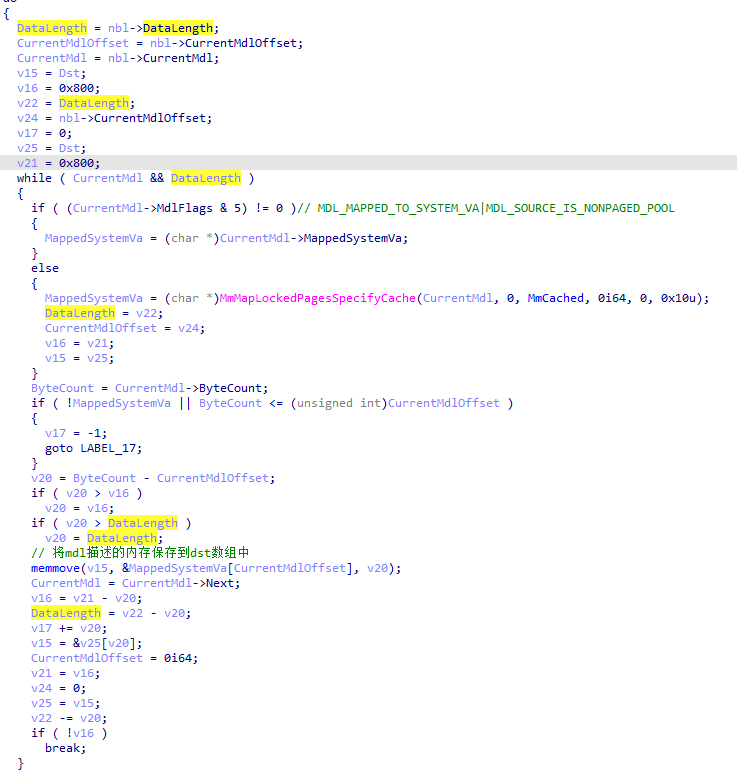 {
DataLength = nbl->DataLength;
CurrentMdlOffset = nbl->CurrentMdlOffset;
CurrentMdl = nbl->CurrentMdl;
v15 = Dst;
v16 = 0x800;
v22 = DataLength;
v24 = nbl->CurrentMdlOffset;
v17 = 0;
v25 = Dst;
v21 = 0x800;
while ( CurrentMdl && DataLength )
{
if ( (CurrentMdl->MdlFlags & 5) != 0 )// MDL_MAPPED_TO_SYSTEM_VA|MDL_SOURCE_IS_NONPAGED_POOL
{
MappedSystemVa = (char *)CurrentMdl->MappedSystemVa;
}
else
{
MappedSystemVa = (char *)MmMapLockedPagesSpecifyCache(CurrentMdl, 0, MmCached, 0i64, 0, 0x10u);
DataLength = v22;
CurrentMdlOffset = v24;
v16 = v21;
v15 = v25;
}
ByteCount = CurrentMdl->ByteCount;
if ( !MappedSystemVa || ByteCount <= (unsigned int)CurrentMdlOffset )
{
v17 = -1;
goto LABEL_17;
}
v20 = ByteCount - CurrentMdlOffset;
if ( v20 > v16 )
v20 = v16;
if ( v20 > DataLength )
v20 = DataLength;
// 将mdl描述的内存保存到dst数组中
memmove(v15, &MappedSystemVa[CurrentMdlOffset], v20);
CurrentMdl = CurrentMdl->Next;
v16 = v21 - v20;
DataLength = v22 - v20;
v17 += v20;
v15 = &v25[v20];
CurrentMdlOffset = 0i64;
v21 = v16;
v24 = 0;
v25 = v15;
v22 -= v20;
if ( !v16 )
break;
}